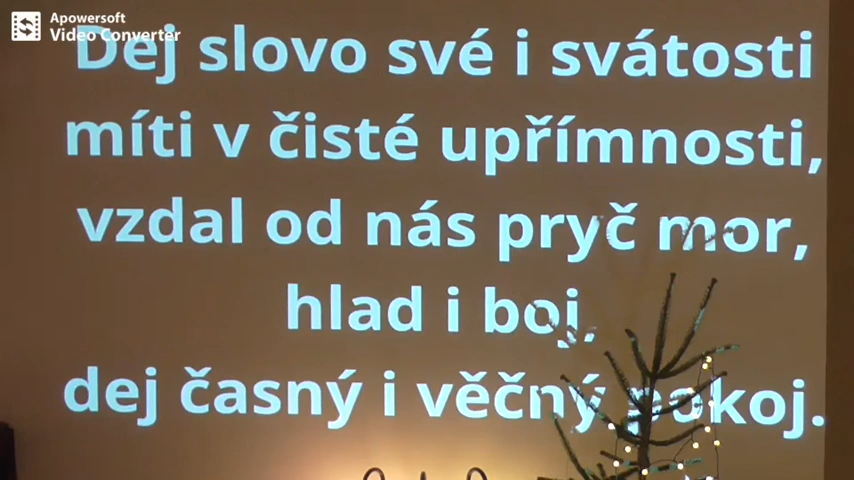 Apowersoft
Video Converter
Dej slovo své i svátosti
míti v čisté upřímnosti,
vzdal od nás pryč mor,
hlad i boj,
dej časný i věčný pokoj.